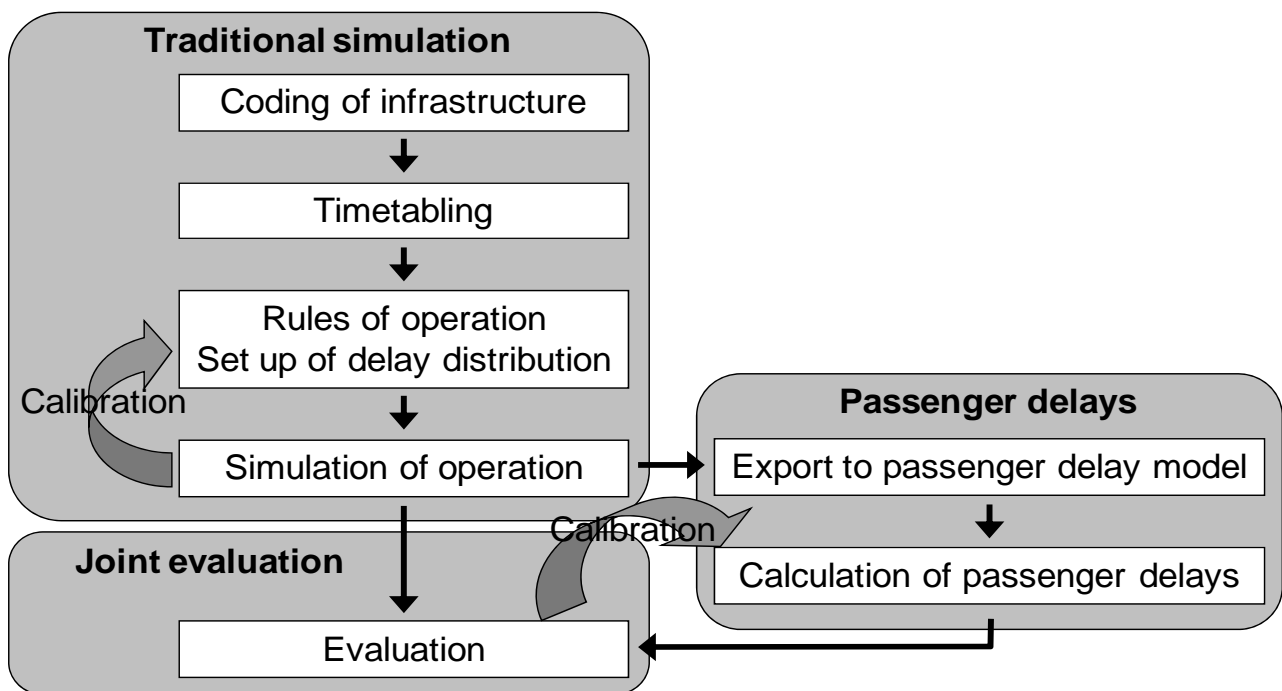 Traditional simulation
Coding of infrastructure
Timetabling
Rules of operation
Set up of delay distribution
Calibration
Simulation of operation
Passenger delays
Export to passenger delay model
Calibration
Calculation of passenger delays
Joint evaluation
Evaluation